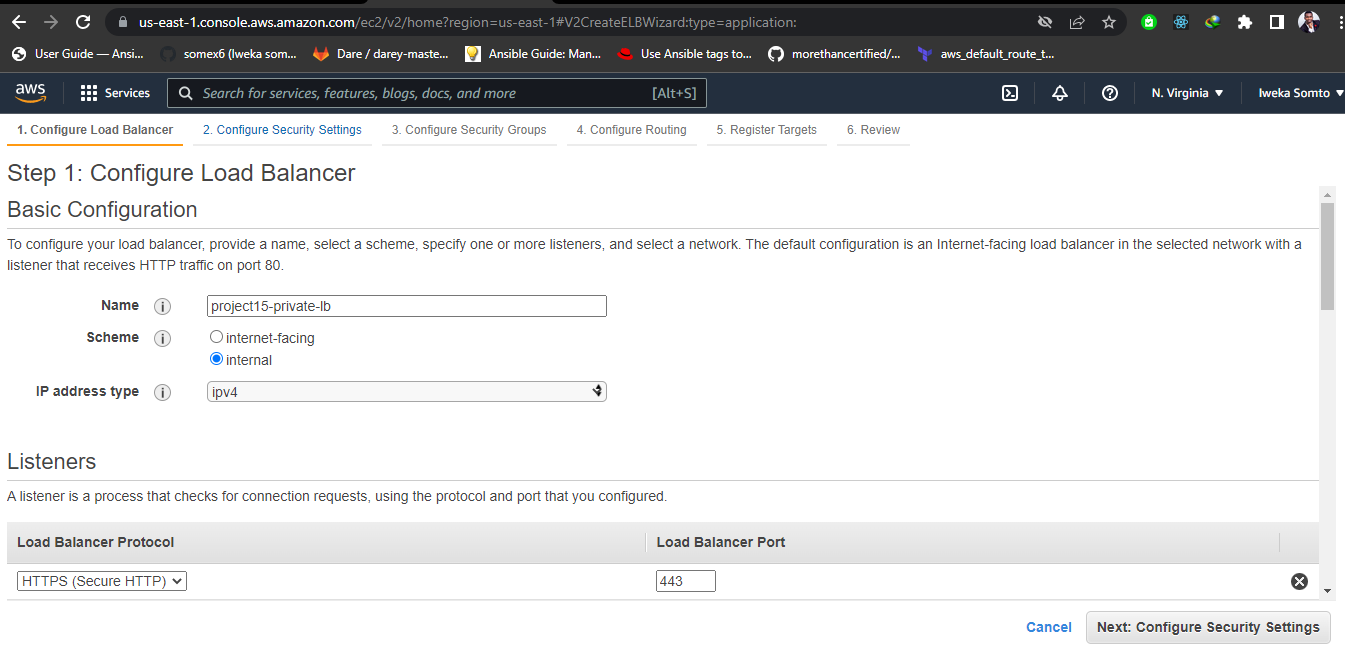 us-east-1.console.aws.amazon.com/ec2/v2/home?region=us-east-1#V2CreateELBWizard:type=application:
User Guide — Ansi... somex6 (Iweka som... Dare / darey-maste... Ansible Guide: Man... Use Ansible tags to... morethancertified/... aws_default_route_t...
aws Services Search for services, features, blogs, docs, and more [Alt+S] N. Virginia ▼ Iweka Somto ▼
1. Configure Load Balancer 2. Configure Security Settings 3. Configure Security Groups 4. Configure Routing 5. Register Targets 6. Review
Step 1: Configure Load Balancer
Basic Configuration
To configure your load balancer, provide a name, select a scheme, specify one or more listeners, and select a network. The default configuration is an Internet-facing load balancer in the selected network with a
listener that receives HTTP traffic on port 80.
Name i project15-private-lb
Scheme i internet-facing
internal
IP address type i ipv4
Listeners
A listener is a process that checks for connection requests, using the protocol and port that you configured.
Load Balancer Protocol Load Balancer Port
HTTPS (Secure HTTP) 443
Cancel Next: Configure Security Settings